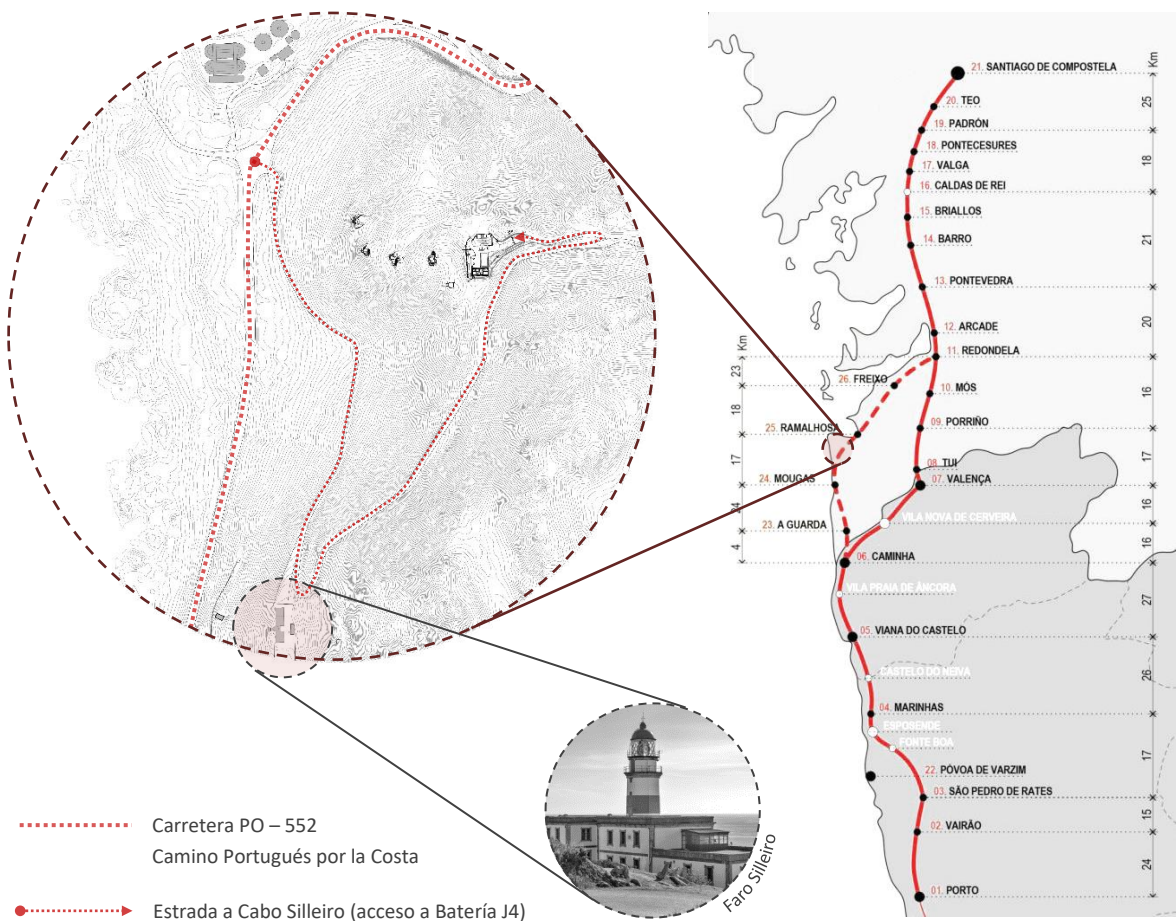 21. SANTIAGO DE COMPOSTELA
20. TEO
19. PADRÓN
18. PONTECESURES
17. VALGA
16. CALDAS DE REI
15. BRIALLOS
14. BARRO
13. PONTEVEDRA
12. ARCADE
11. REDONDELA
26. FREIXO
10. MÓS
25. RAMALHOSA
09. PORRIÑO
08. TUI
24. MOUGAS
07. VALENÇA
VILA NOVA DE CERVEIRA
23. A GUARDA
06. CAMINHA
VILA PRAIA DE ÂNCORA
05. VIANA DO CASTELO
CASTELO DO NEIVA
04. MARINHAS
ESPOSENDE
FONTE BOA
22. PÓVOA DE VARZIM
03. SÃO PEDRO DE RATES
02. VAIRÃO
01. PORTO
Km
25
18
21
20
16
17
16
16
27
26
17
15
24
Km
23
18
17
24
4
Faro Silleiro
Carretera PO – 552
Camino Portugués por la Costa
Estrada a Cabo Silleiro (acceso a Batería J4)